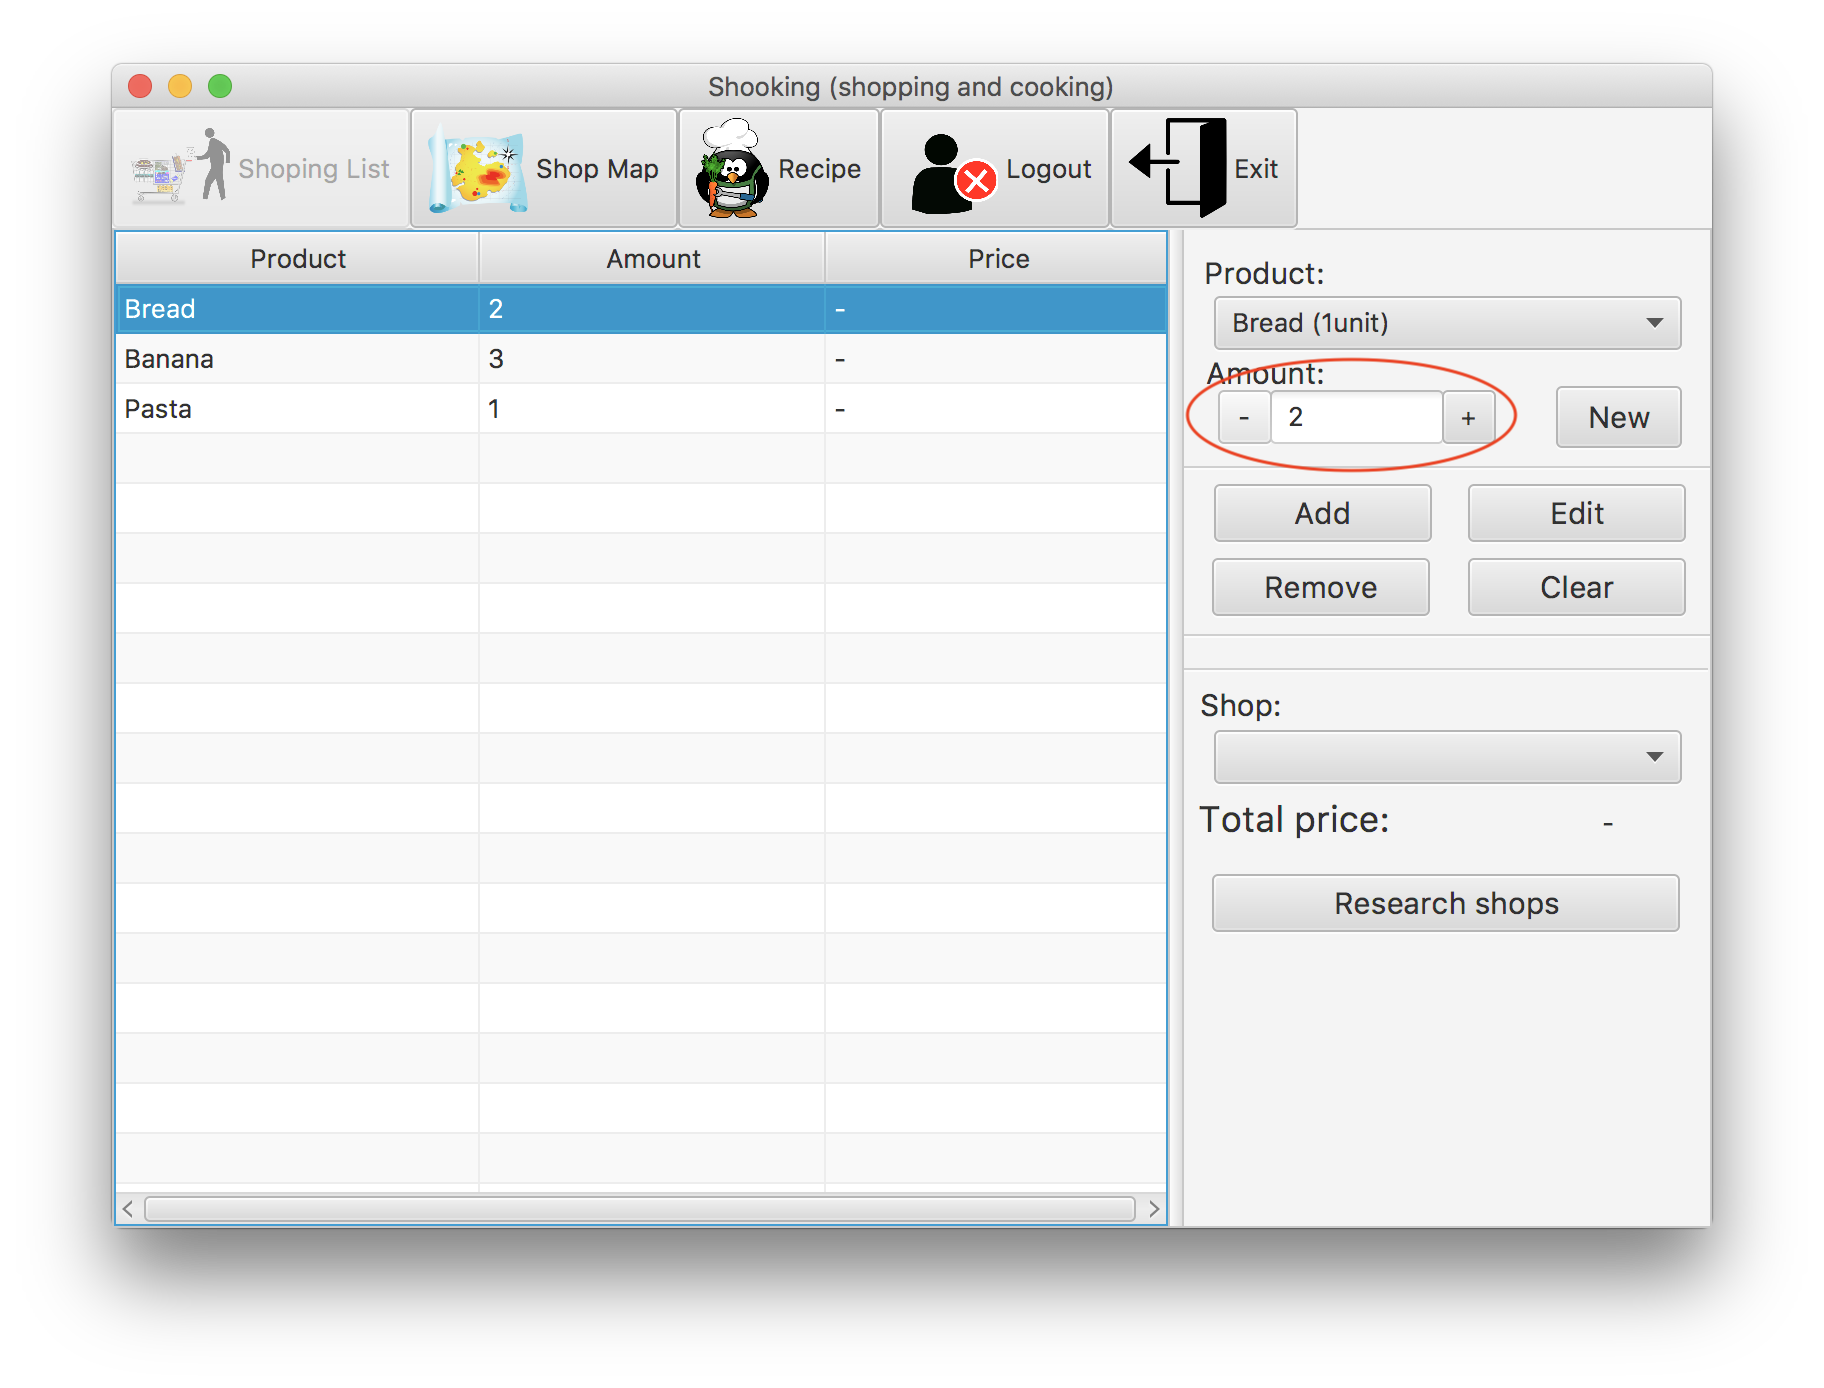 Shooking (shopping and cooking)
Shoping List Shop Map Recipe Logout Exit
Product Amount Price
Bread 2 -
Banana 3 -
Pasta 1 -
Product:
Bread (1unit)
Amount:
- 2 + New
Add Edit
Remove Clear
Shop:
Total price: -
Research shops